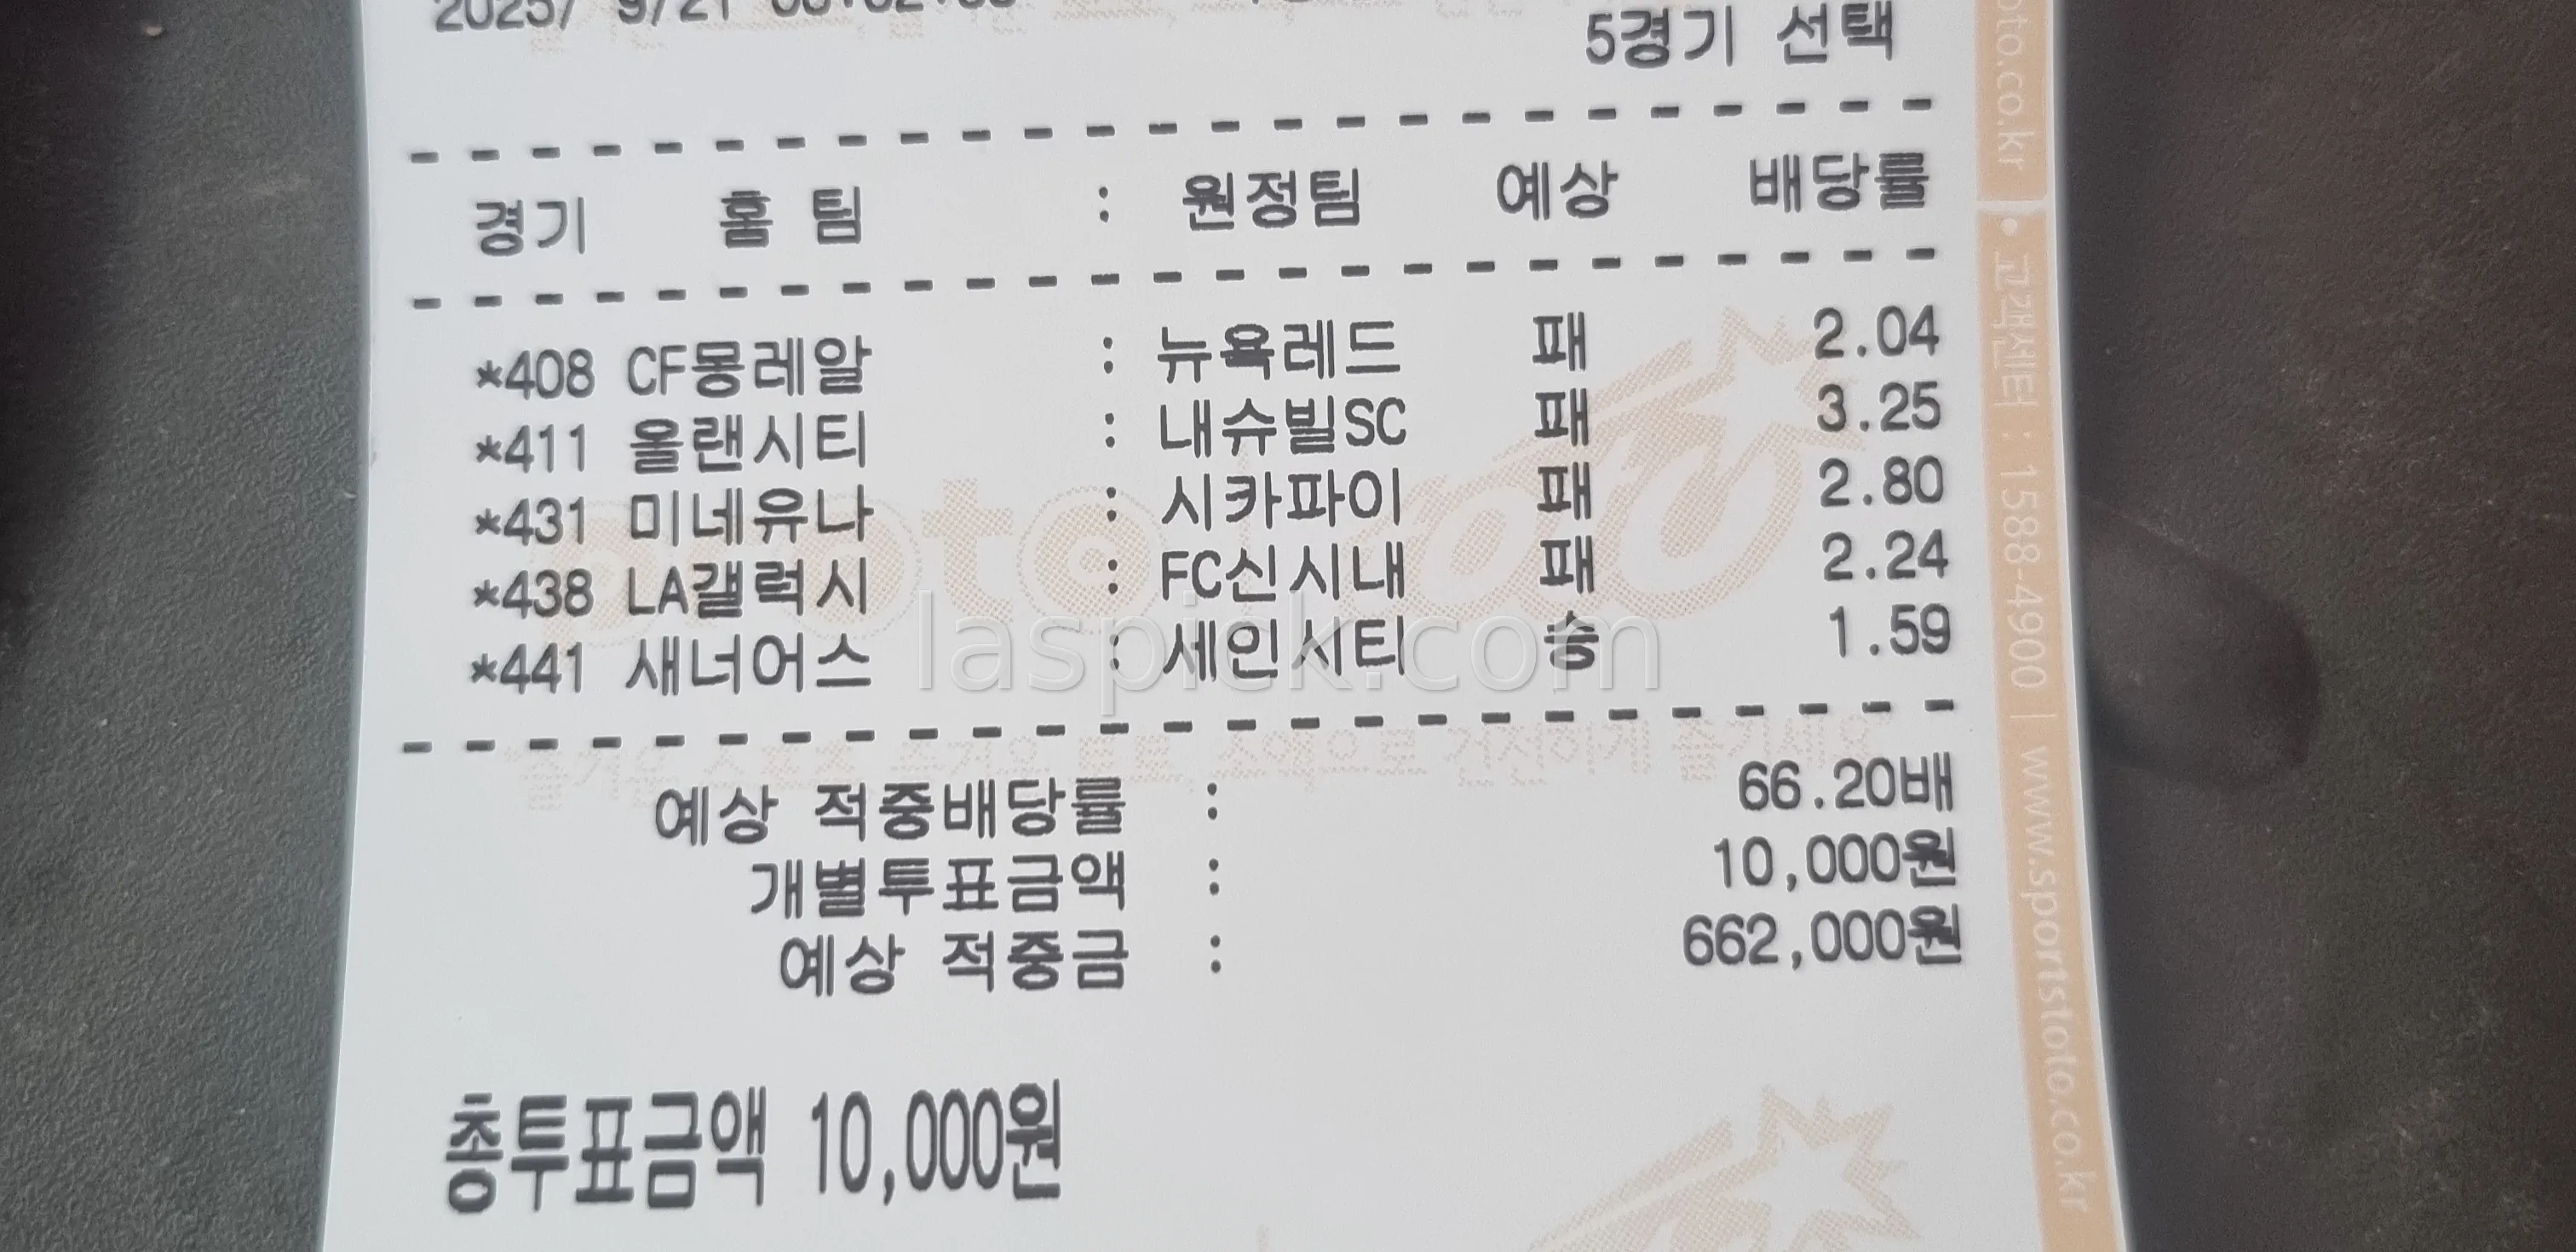 2025/ 9/21
5경기 선택
경기 홈 팀 : 원정팀 예상 배당률
*408 CF몽레알 : 뉴욕레드 패 2.04
*411 올랜시티 : 내슈빌SC 패 3.25
*431 미네유나 : 시카파이 패 2.80
*438 LA갤럭시 : FC신시내 패 2.24
*441 새너어스 : 세인시티 승 1.59
예상 적중배당률 : 66.20배
개별투표금액 : 10,000원
예상 적중금 : 662,000원
총투표금액 10,000원
laspick.com
proto
oto.co.kr
• 고객센터 : 1588-4900 | www.sportstoto.co.kr